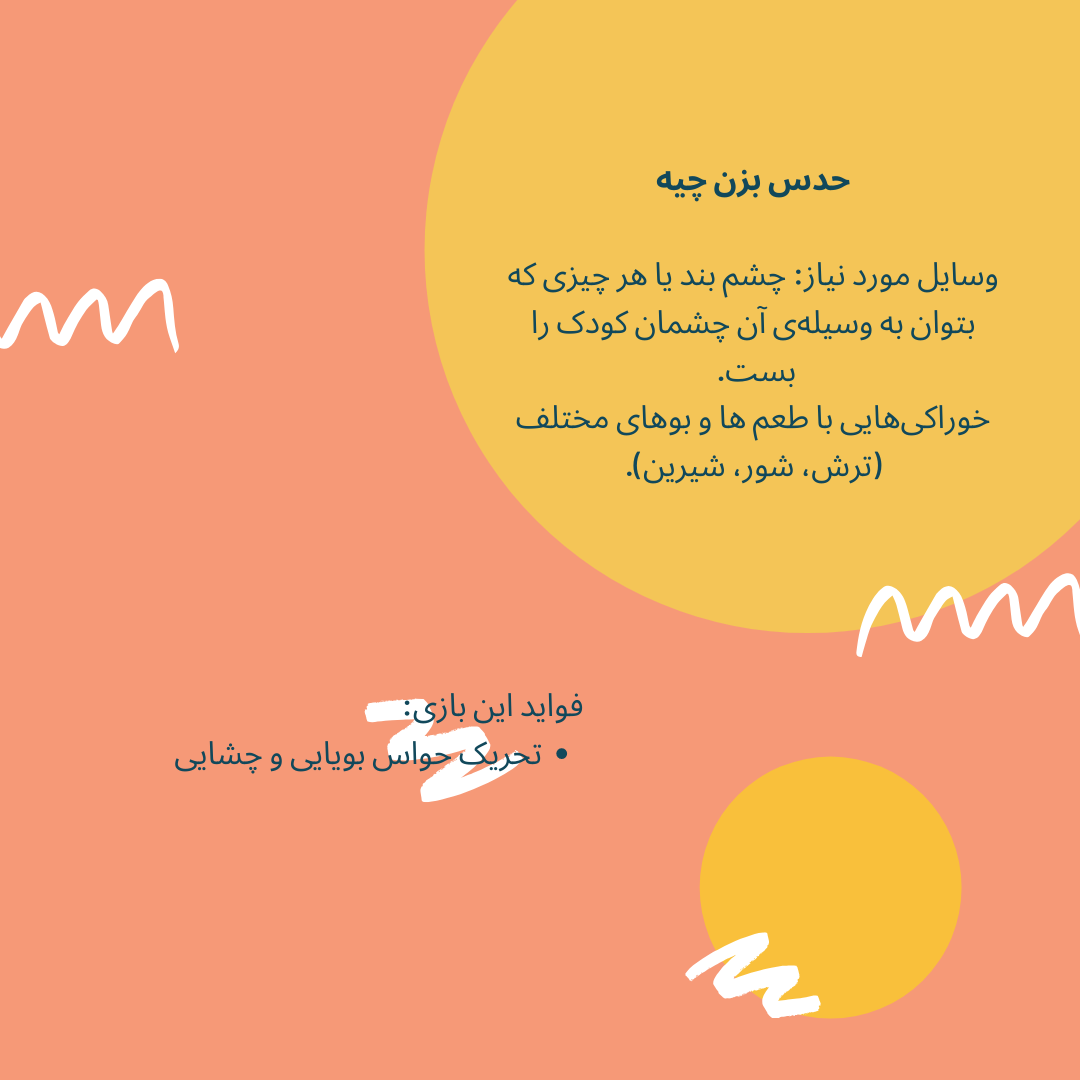 حدس بزن چیه
وسایل مورد نیاز: چشم بند یا هر چیزی که
بتوان به وسیله‌ی آن چشمان کودک را
بست.
خوراکی‌هایی با طعم ها و بوهای مختلف
(ترش، شور، شیرین).
فواید این بازی:
• تحریک حواس بویایی و چشایی